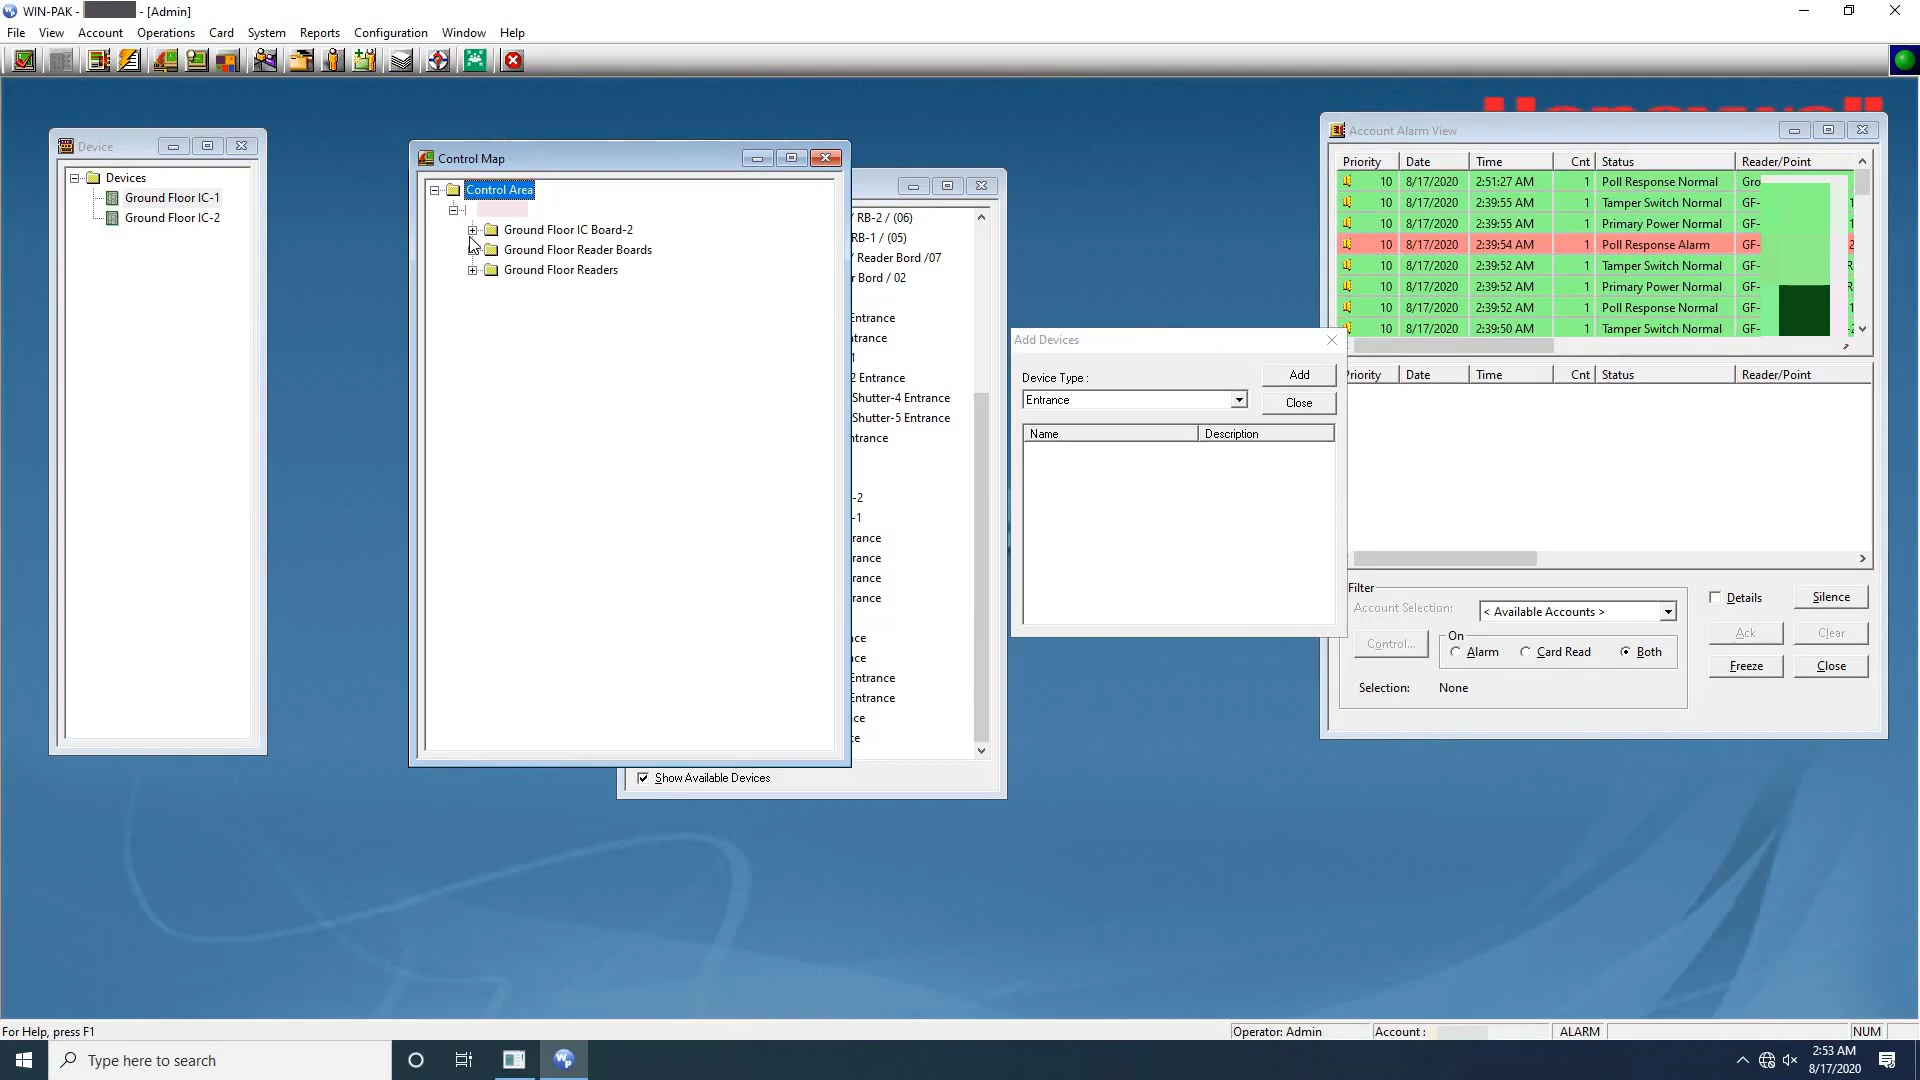 WIN-PAK - - [Admin]
File View Account Operations Card System Reports Configuration Window Help
Device
Devices
Ground Floor IC-1
Ground Floor IC-2
Control Map
Control Area
Ground Floor IC Board-2
Ground Floor Reader Boards
Ground Floor Readers
/ RB-2 / (06)
RB-1 / (05)
/ Reader Bord /07
r Bord / 02
Entrance
ntrance
1
2 Entrance
Shutter-4 Entrance
Shutter-5 Entrance
ntrance
-2
-1
trance
trance
trance
trance
nce
nce
Entrance
Entrance
nce
ce
Show Available Devices
Add Devices
Device Type :
Add
Entrance
Close
Name Description
Honeywell
Account Alarm View
Priority Date Time Cnt Status Reader/Point
10 8/17/2020 2:51:27 AM 1 Poll Response Normal Gro
10 8/17/2020 2:39:55 AM 1 Tamper Switch Normal GF-
10 8/17/2020 2:39:55 AM 1 Primary Power Normal GF-
10 8/17/2020 2:39:54 AM 1 Poll Response Alarm GF- 2
10 8/17/2020 2:39:52 AM 1 Tamper Switch Normal GF- R
10 8/17/2020 2:39:52 AM 1 Primary Power Normal GF-
10 8/17/2020 2:39:52 AM 1 Poll Response Normal GF- 1
10 8/17/2020 2:39:50 AM 1 Tamper Switch Normal GF- -2
Priority Date Time Cnt Status Reader/Point
Filter
Account Selection: < Available Accounts >
Control...
On
Alarm Card Read Both
Selection: None
Details
Silence
Ack
Clear
Freeze
Close
For Help, press F1
Operator: Admin
Account :
ALARM
NUM
Type here to search
2:53 AM
8/17/2020